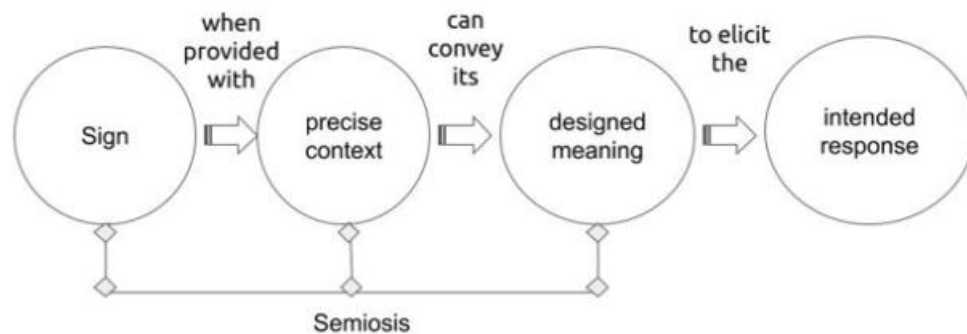 when
provided
with
can
convey
its
to elicit
the
Sign
precise
context
designed
meaning
intended
response
Semiosis